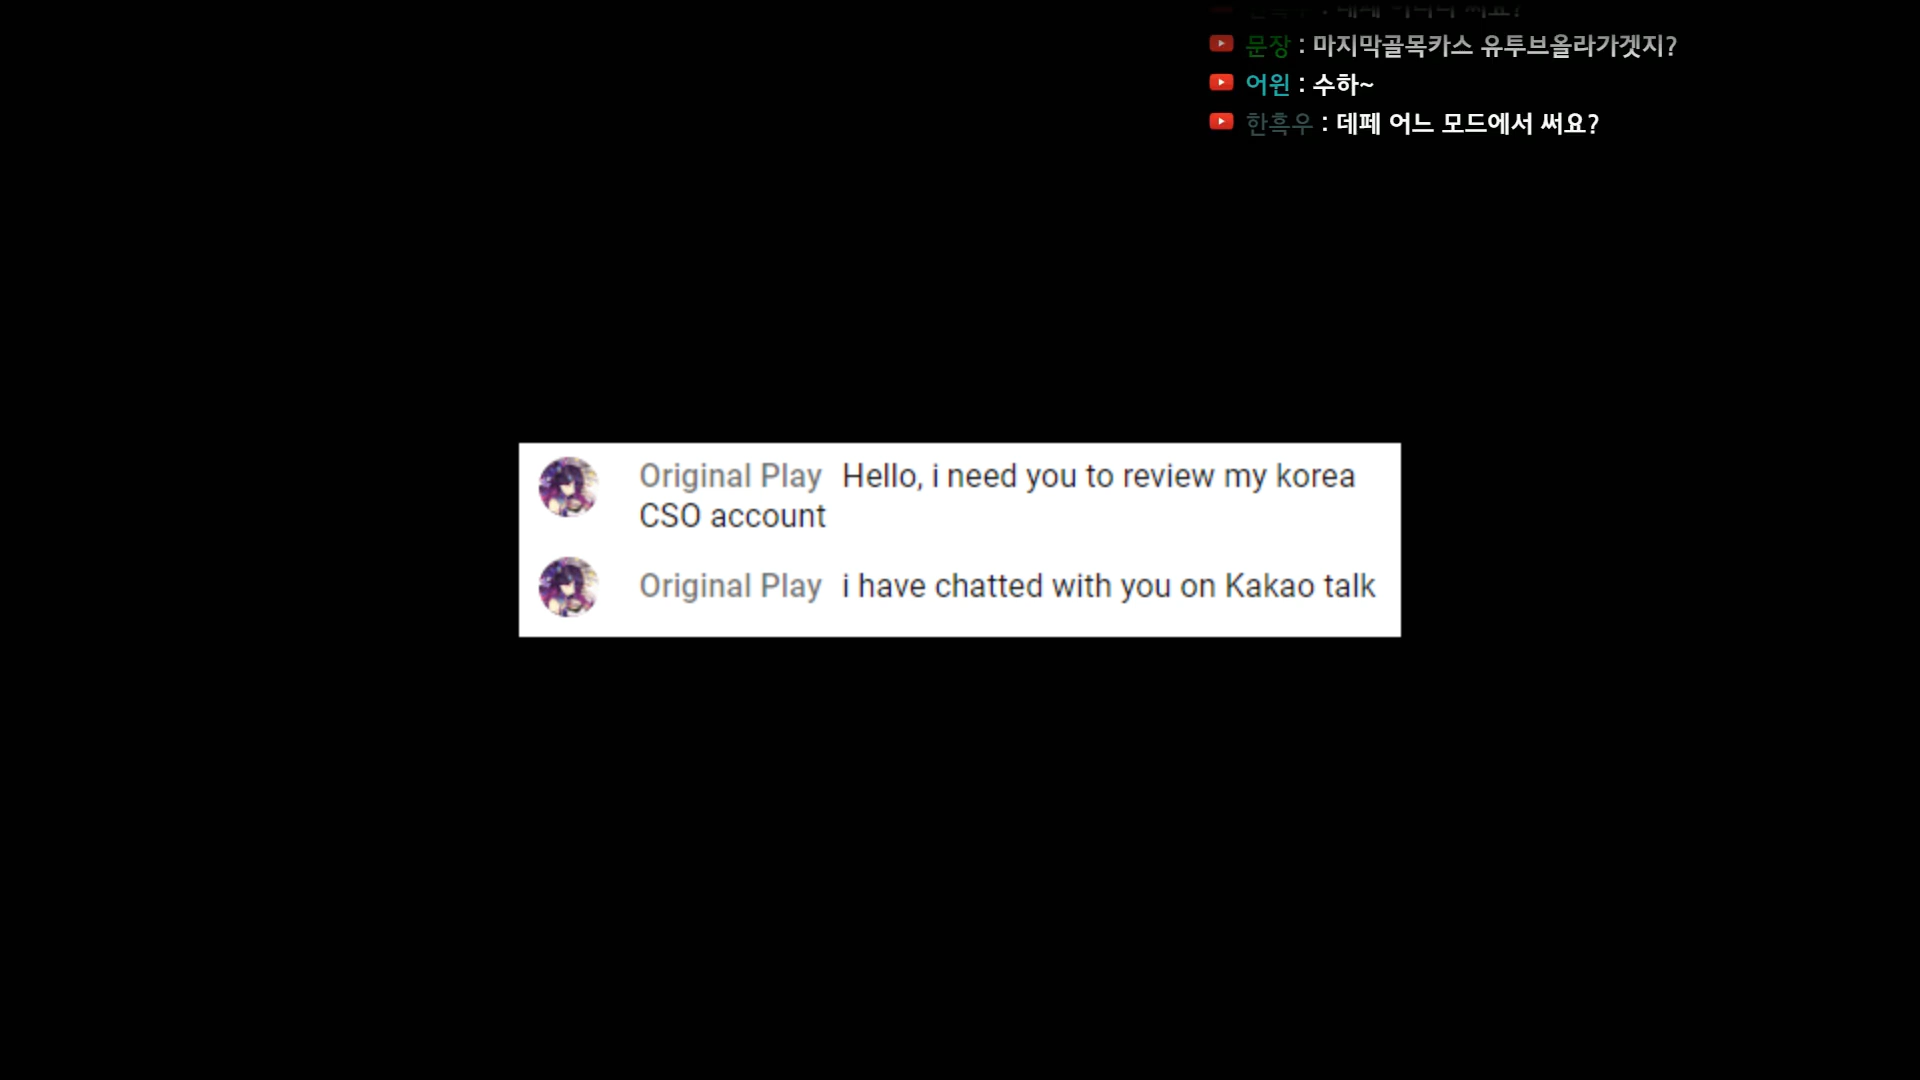 문장 : 마지막골목카스 유투브올라가겟지?
어윈 : 수하~
한흑우 : 데페 어느 모드에서 써요?
Original Play Hello, i need you to review my korea
CSO account
Original Play i have chatted with you on Kakao talk